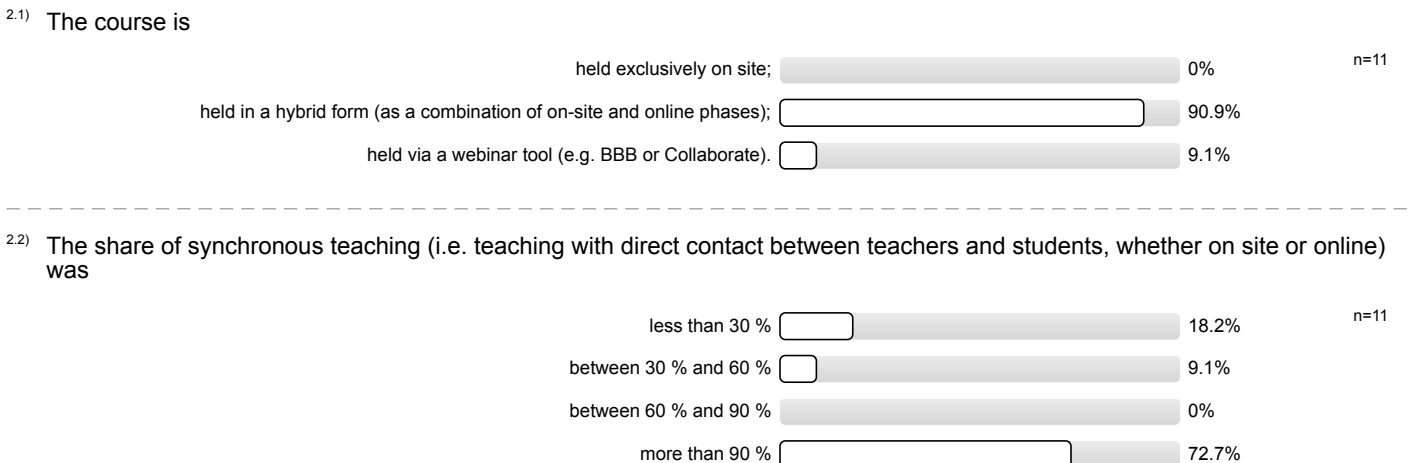 2.1) The course is
n=11
held exclusively on site; 0%
held in a hybrid form (as a combination of on-site and online phases); 90.9%
held via a webinar tool (e.g. BBB or Collaborate). 9.1%
2.2) The share of synchronous teaching (i.e. teaching with direct contact between teachers and students, whether on site or online)
was
n=11
less than 30 % 18.2%
between 30 % and 60 % 9.1%
between 60 % and 90 % 0%
more than 90 % 72.7%